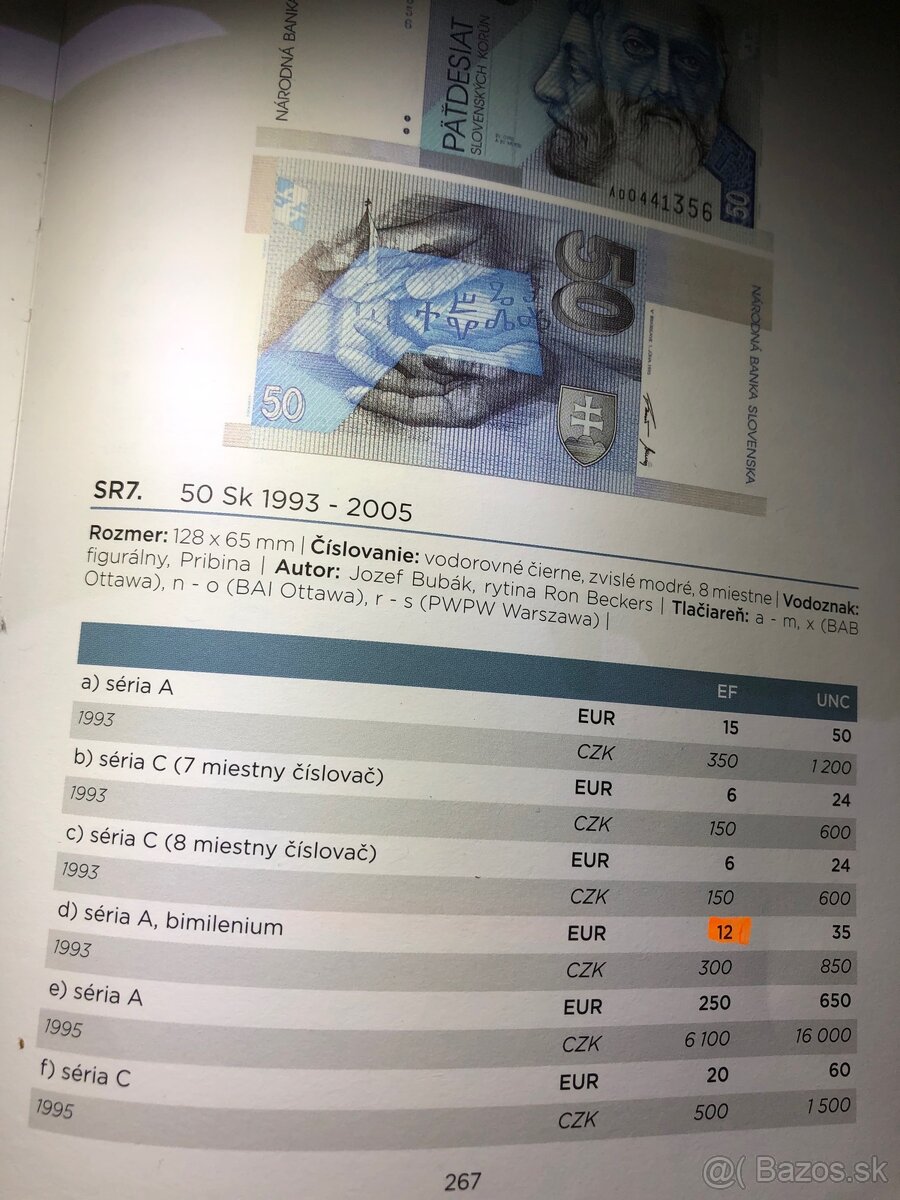 NÁRODNÁ BANKA
PÄŤDESIAT
SLOVENSKÝCH KORÚN
A00441356
50
50
50
NÁRODNÁ BANKA SLOVENSKA
SR7. 50 Sk 1993 - 2005
Rozmer: 128 x 65 mm | Číslovanie: vodorovné čierne, zvislé modré, 8 miestne | Vodoznak:
figurálny, Pribina | Autor: Jozef Bubák, rytina Ron Beckers | Tlačiareň: a - m, x (BAB
Ottawa), n - o (BAI Ottawa), r - s (PWPW Warszawa) |
EF UNC
a) séria A EUR 15 50
1993 CZK 350 1 200
b) séria C (7 miestny číslovač) EUR 6 24
1993 CZK 150 600
c) séria C (8 miestny číslovač) EUR 6 24
1993 CZK 150 600
d) séria A, bimilenium EUR 12 35
1993 CZK 300 850
e) séria A EUR 250 650
1995 CZK 6 100 16 000
f) séria C EUR 20 60
1995 CZK 500 1 500
267
@( Bazos.sk